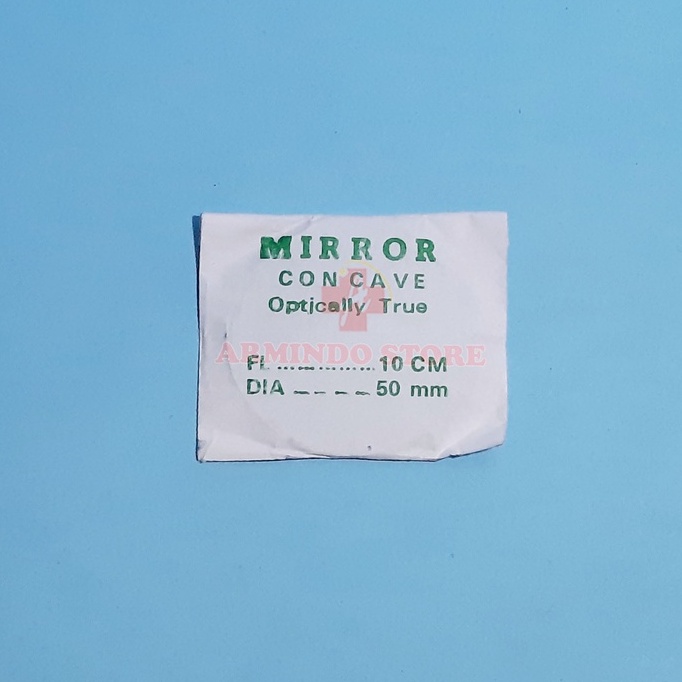 MIRROR
CONCAVE
Optically True
ARMINDO STORE
FL ............... 10 CM
DIA _ _ _ _ 50 mm